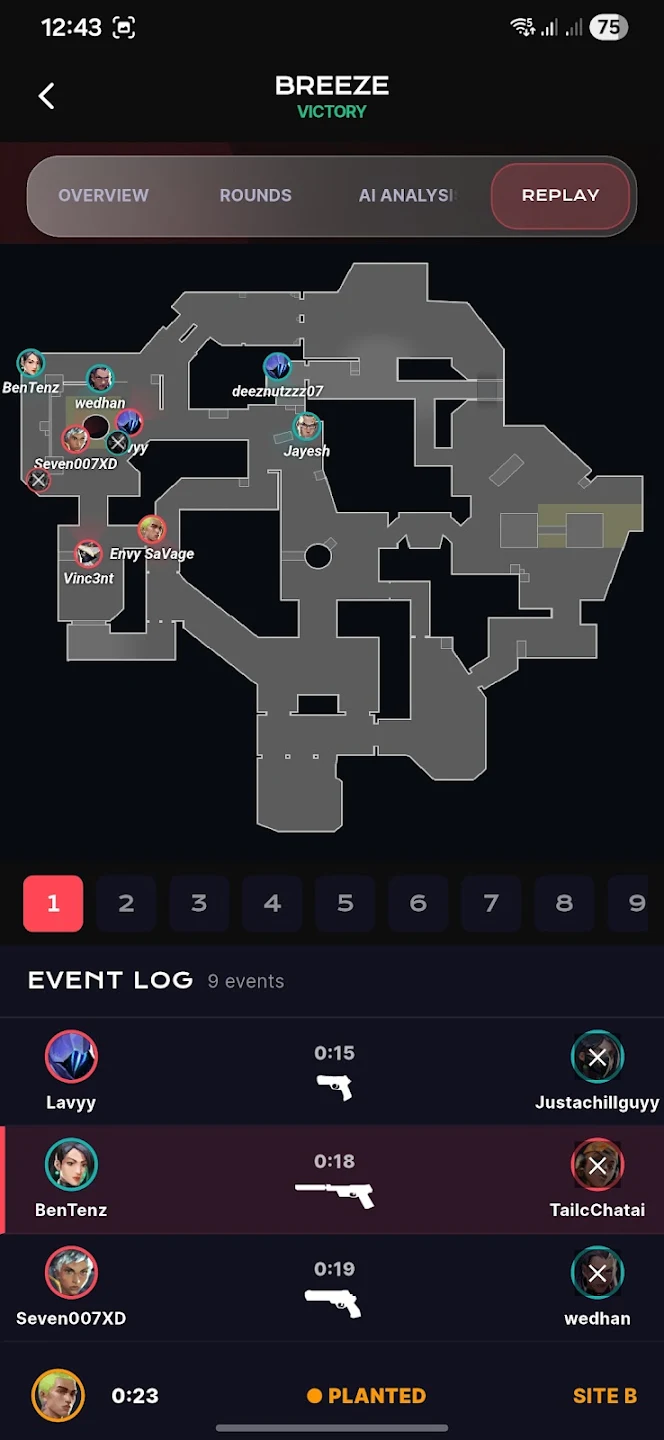 12:43
75
BREEZE
VICTORY
OVERVIEW ROUNDS AI ANALYSI REPLAY
BenTenz
wedhan
deeznutzzz07
vyy
Jayesh
Seven007XD
Envy SaVage
Vinc3nt
1 2 3 4 5 6 7 8 9
EVENT LOG 9 events
0:15
Lavyy Justachillguyy
0:18
BenTenz TailcChatai
0:19
Seven007XD wedhan
0:23 PLANTED SITE B